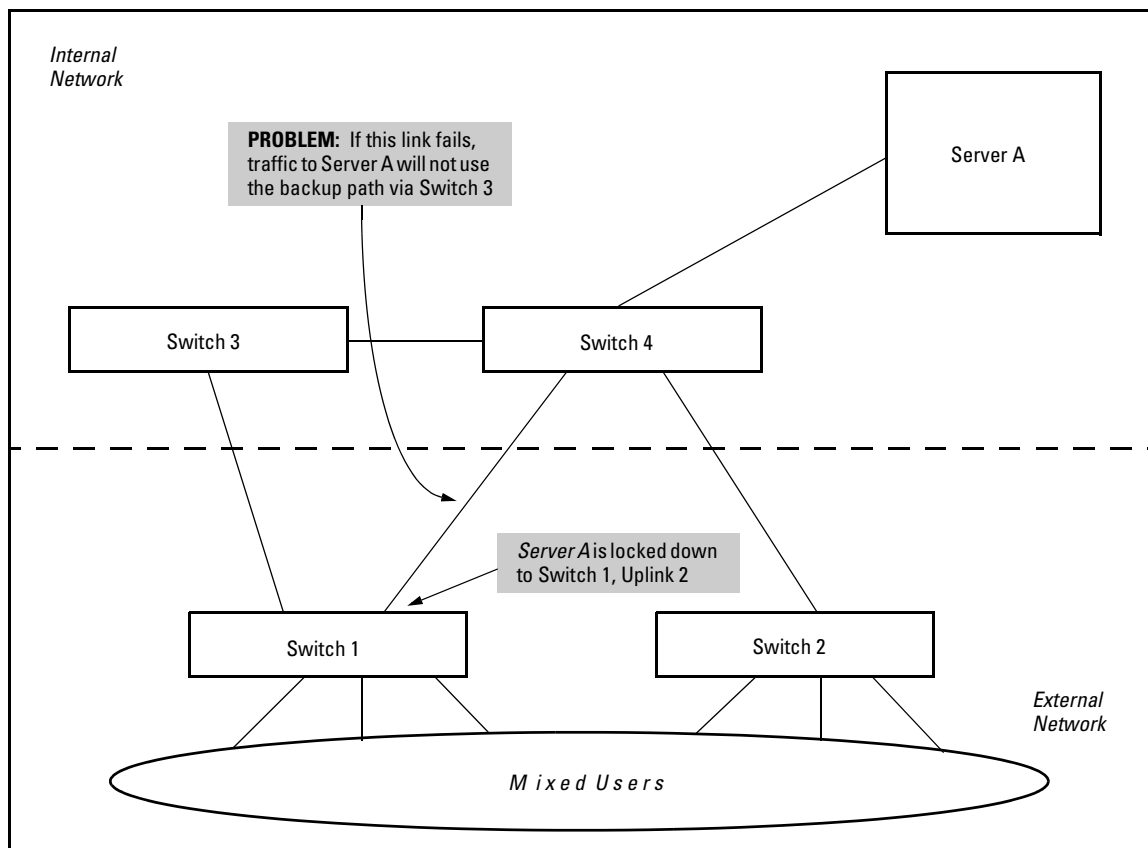 Internal
Network
PROBLEM: If this link fails,
traffic to Server A will not use
the backup path via Switch 3
Server A
Switch 3
Switch 4
Server A is locked down
to Switch 1, Uplink 2
Switch 1
Switch 2
External
Network
Mixed Users